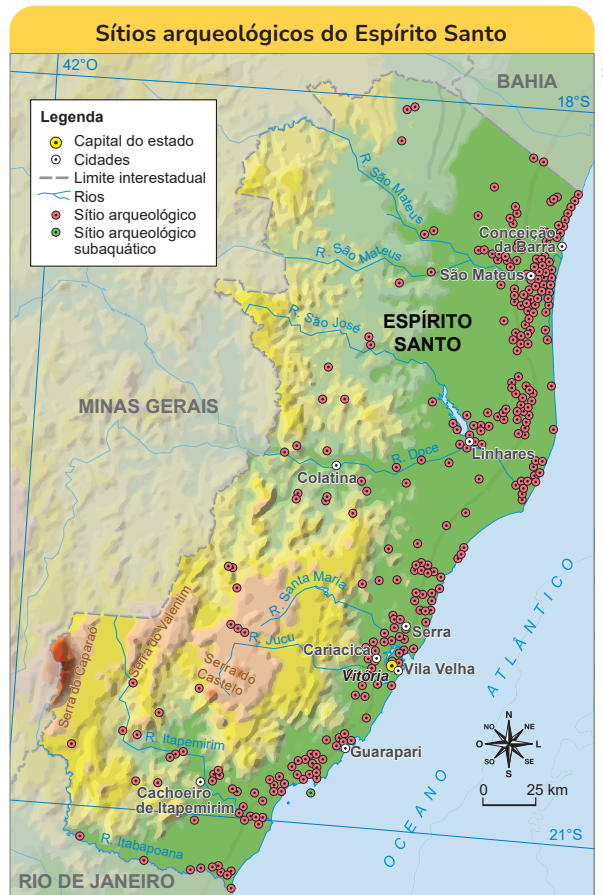 Sítios arqueológicos do Espírito Santo
42°O
BAHIA
18°S
Legenda
Capital do estado
Cidades
Limite interestadual
Rios
Sítio arqueológico
Sítio arqueológico
subaquático
R. São Mateus
Conceição
da Barra
R. São Mateus
São Mateus
R. São José
ESPÍRITO
SANTO
MINAS GERAIS
Linhares
R. Doce
Colatina
R. Santa Maria
Serra do Caparaó
Serra do Valentim
R. Jucu
Serra
Cariacica
Serra do
Castelo
Vitória
Vila Velha
OCEANO ATLÂNTICO
R. Itapemirim
Guarapari
N
NO
NE
O
L
SO
SE
S
Cachoeiro
de Itapemirim
0
25 km
R. Itabapoana
21°S
RIO DE JANEIRO